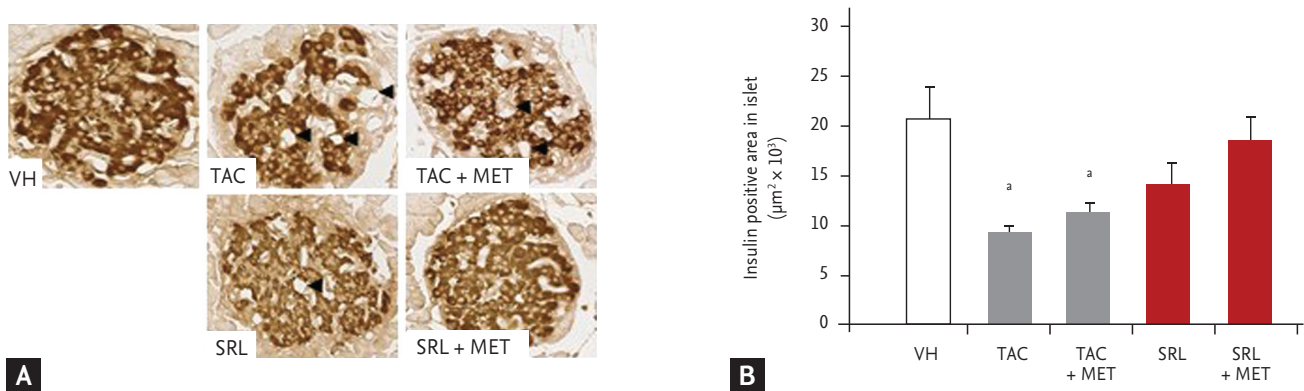 VH
TAC
TAC + MET
SRL
SRL + MET
A
Insulin positive area in islet
(µm² x 10³)
30
25
20
15
10
5
0
a
a
VH
TAC
TAC
+ MET
SRL
SRL
+ MET
B